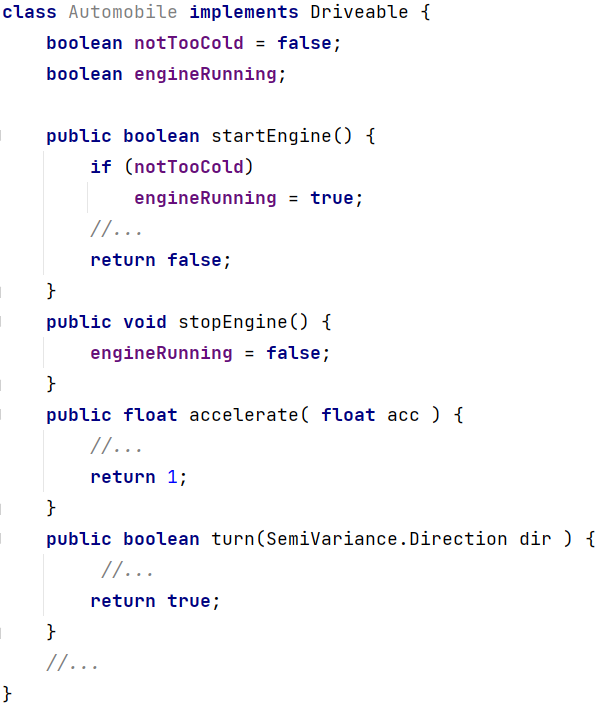 class Automobile implements Driveable {
    boolean notTooCold = false;
    boolean engineRunning;

    public boolean startEngine() {
        if (notTooCold)
            engineRunning = true;
        //...
        return false;
    }
    public void stopEngine() {
        engineRunning = false;
    }
    public float accelerate( float acc ) {
        //...
        return 1;
    }
    public boolean turn(SemiVariance.Direction dir ) {
         //...
        return true;
    }
    //...
}